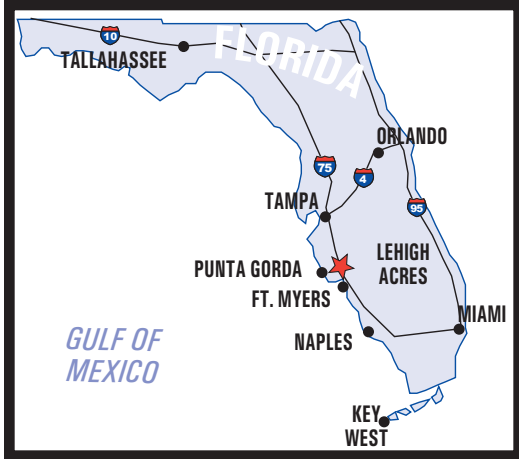 10
TALLAHASSEE
FLORIDA
ORLANDO
75
4
TAMPA
95
LEHIGH
ACRES
PUNTA GORDA
FT. MYERS
MIAMI
GULF OF
MEXICO
NAPLES
KEY
WEST